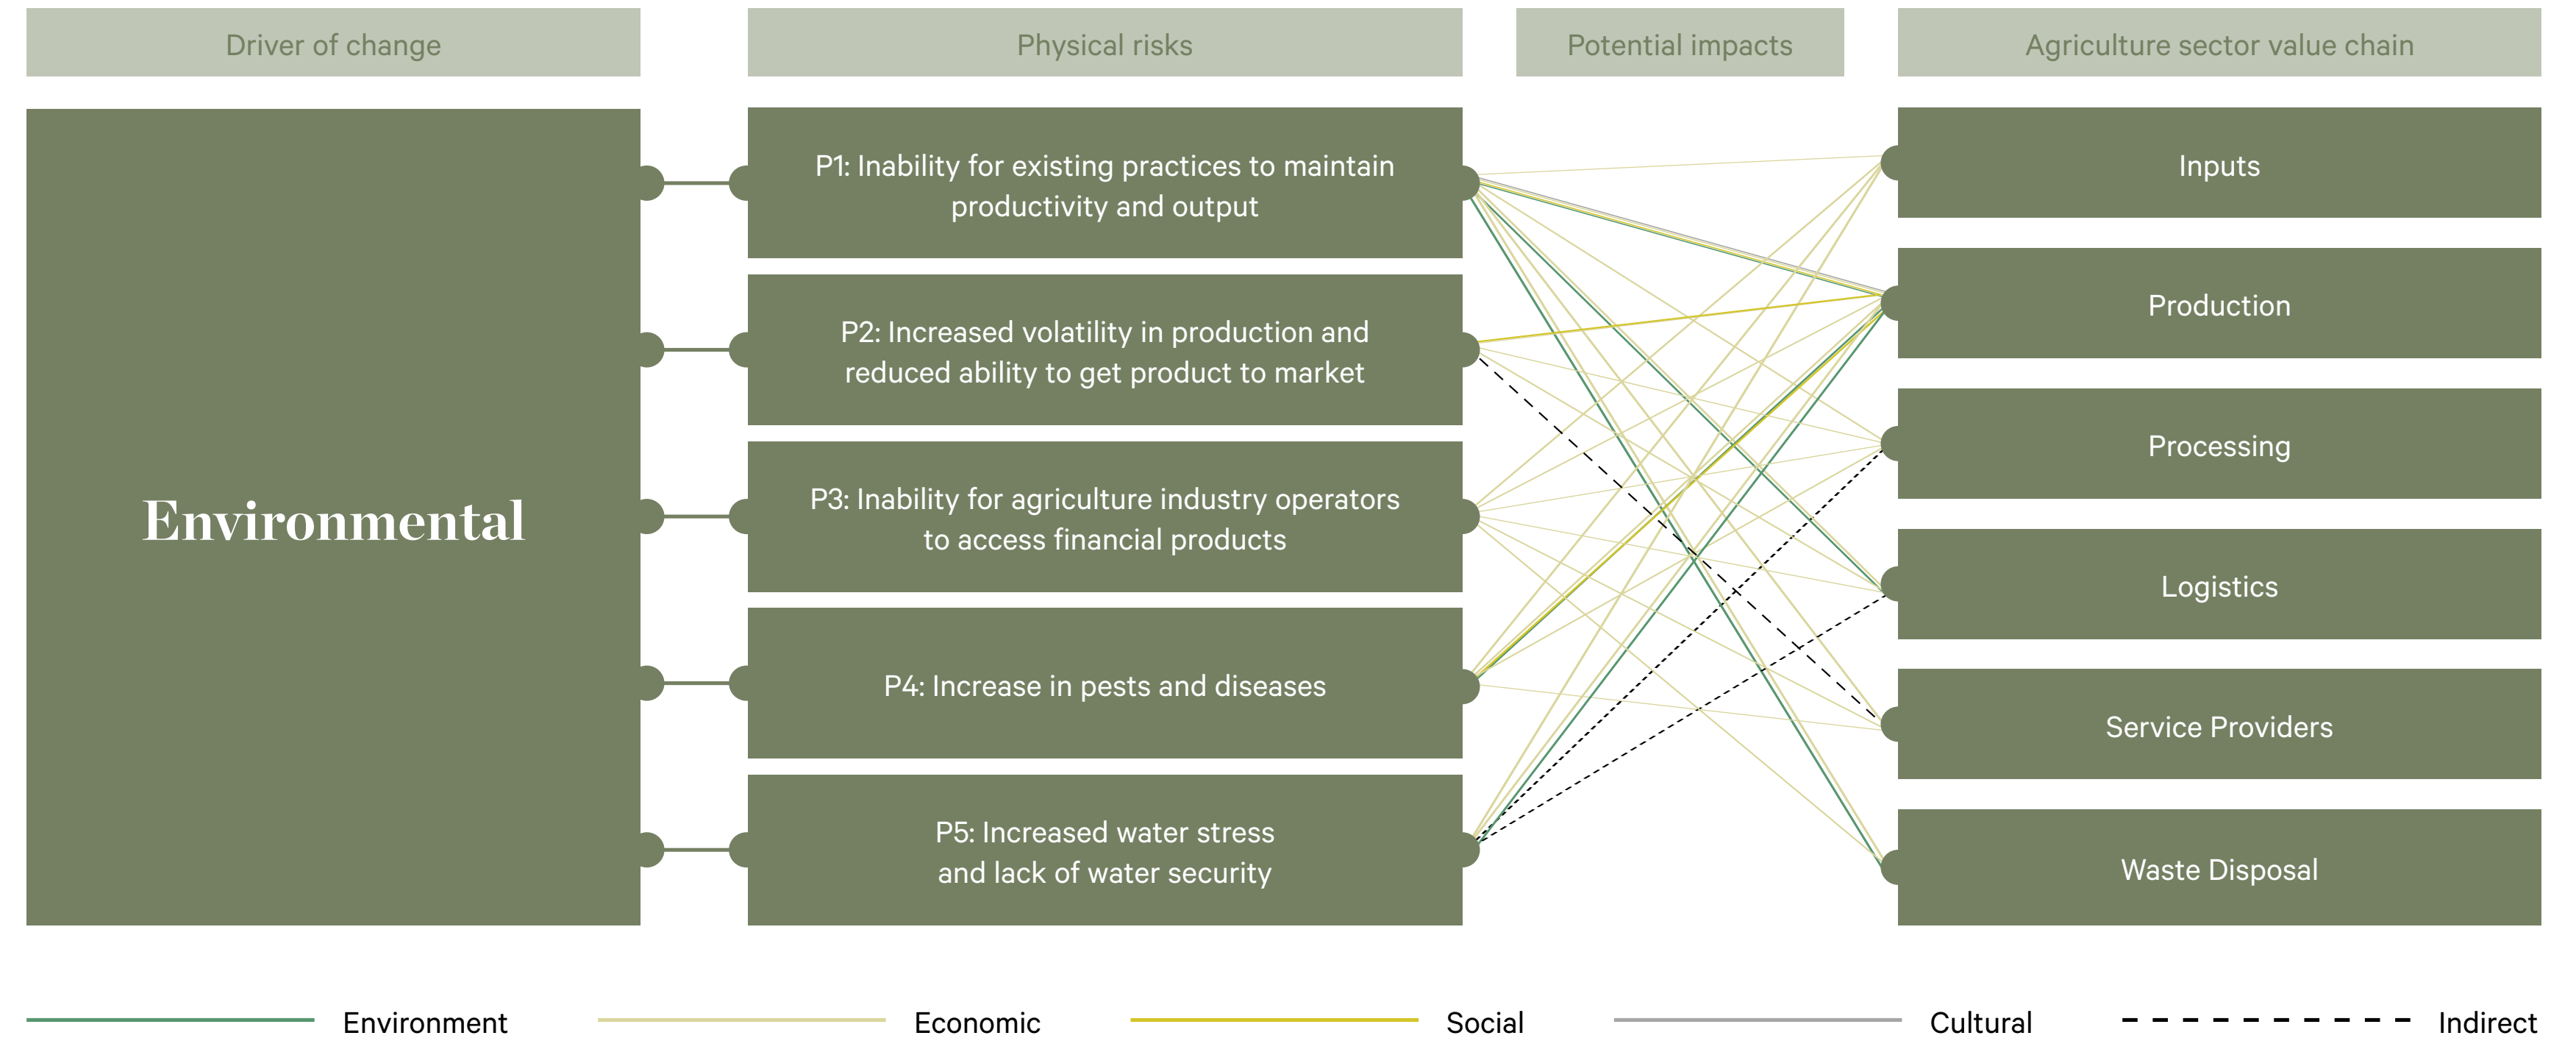 Driver of change
Physical risks
Potential impacts
Agriculture sector value chain
Environmental
P1: Inability for existing practices to maintain
productivity and output
P2: Increased volatility in production and
reduced ability to get product to market
P3: Inability for agriculture industry operators
to access financial products
P4: Increase in pests and diseases
P5: Increased water stress
and lack of water security
Inputs
Production
Processing
Logistics
Service Providers
Waste Disposal
Environment
Economic
Social
Cultural
Indirect